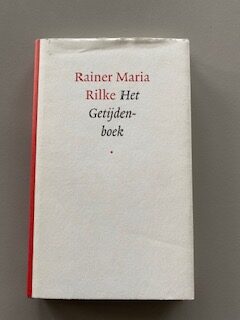 Rainer Maria
Rilke Het
Getijden-
boek